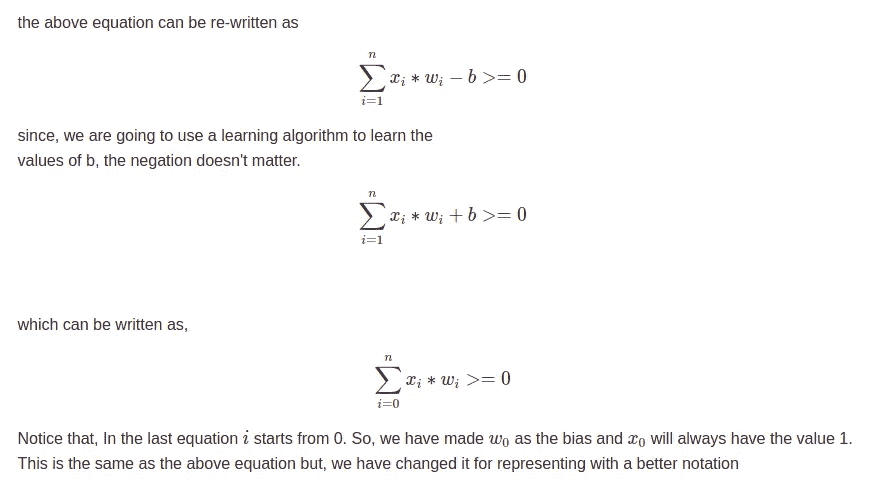 the above equation can be re-written as
$$\sum_{i=1}^{n} x_i * w_i - b >= 0$$
since, we are going to use a learning algorithm to learn the
values of b, the negation doesn't matter.
$$\sum_{i=1}^{n} x_i * w_i + b >= 0$$
which can be written as,
$$\sum_{i=0}^{n} x_i * w_i >= 0$$
Notice that, In the last equation $i$ starts from 0. So, we have made $w_0$ as the bias and $x_0$ will always have the value 1.
This is the same as the above equation but, we have changed it for representing with a better notation